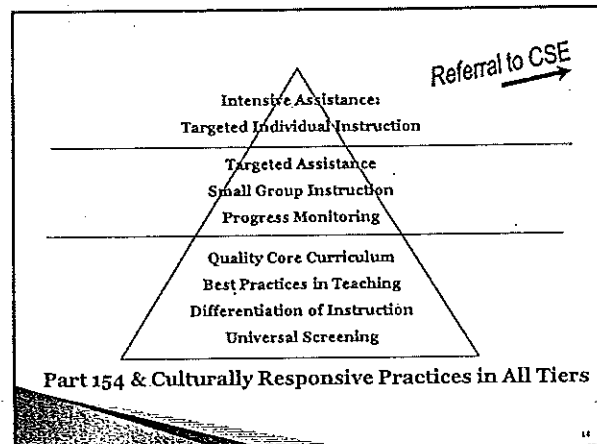 Referral to CSE
Intensive Assistance:
Targeted Individual Instruction
Targeted Assistance
Small Group Instruction
Progress Monitoring
Quality Core Curriculum
Best Practices in Teaching
Differentiation of Instruction
Universal Screening
Part 154 & Culturally Responsive Practices in All Tiers